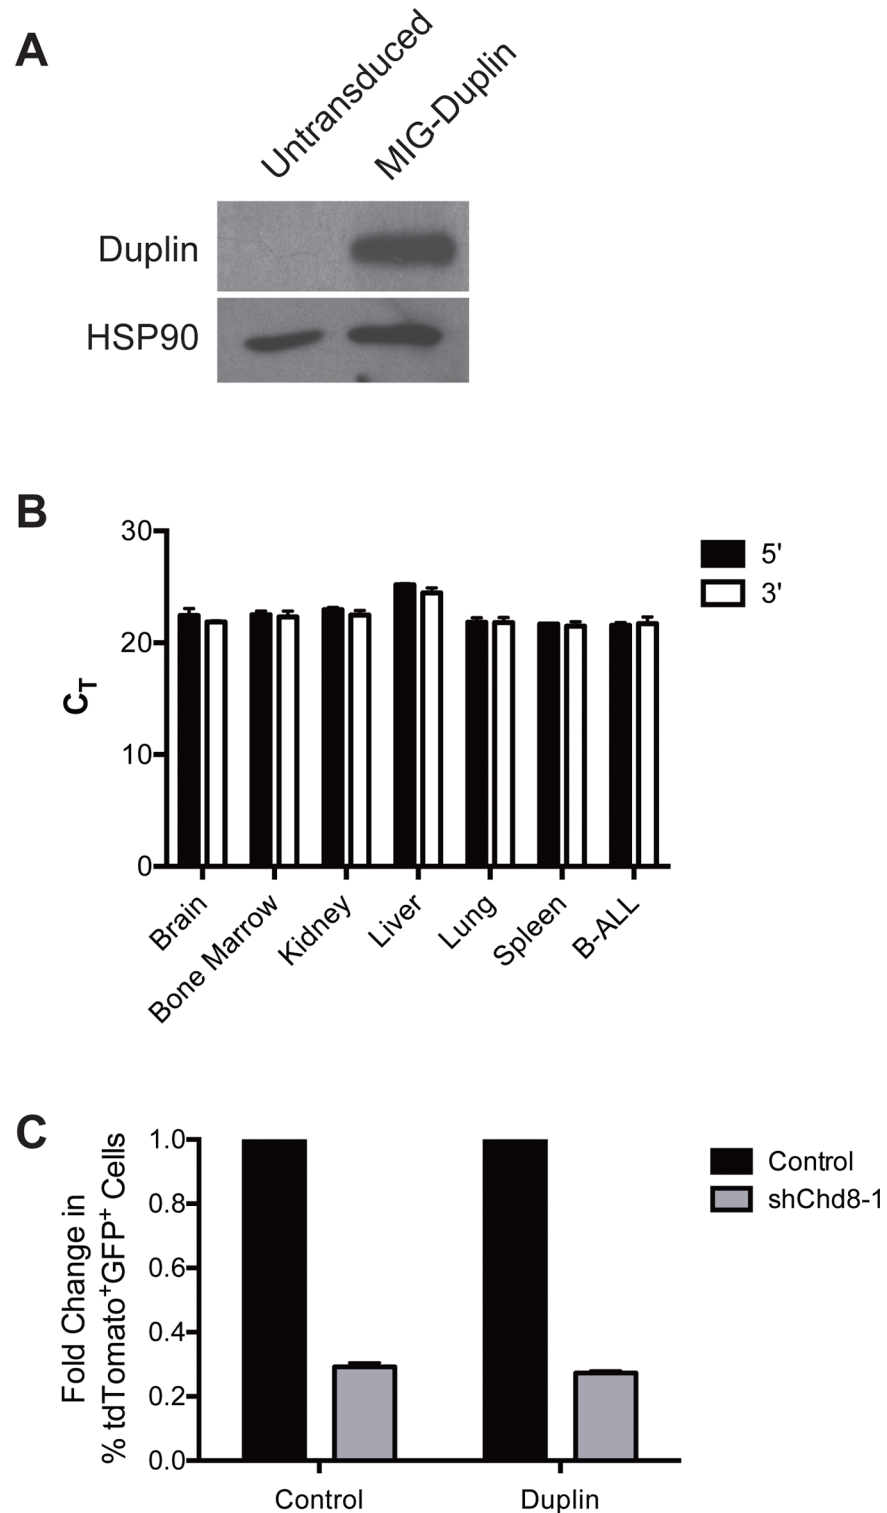 A
Untransduced
MIG-Duplin
Duplin
HSP90
B
30
20
10
0
C_T
5'
3'
Brain
Bone Marrow
Kidney
Liver
Lung
Spleen
B-ALL
C
1.0
0.8
0.6
0.4
0.2
0.0
Fold Change in
% tdTomato⁺GFP⁺ Cells
Control
shChd8-1
Control
Duplin